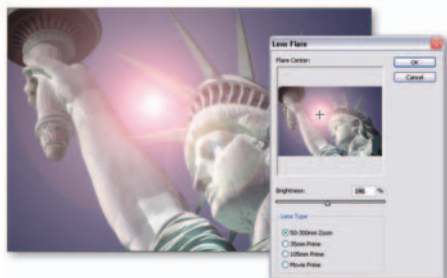 Lens Flare
Flare Center:
OK
Cancel
Brightness:
%
Lens Type
50-300mm Zoom
35mm Prime
105mm Prime
Movie Prime